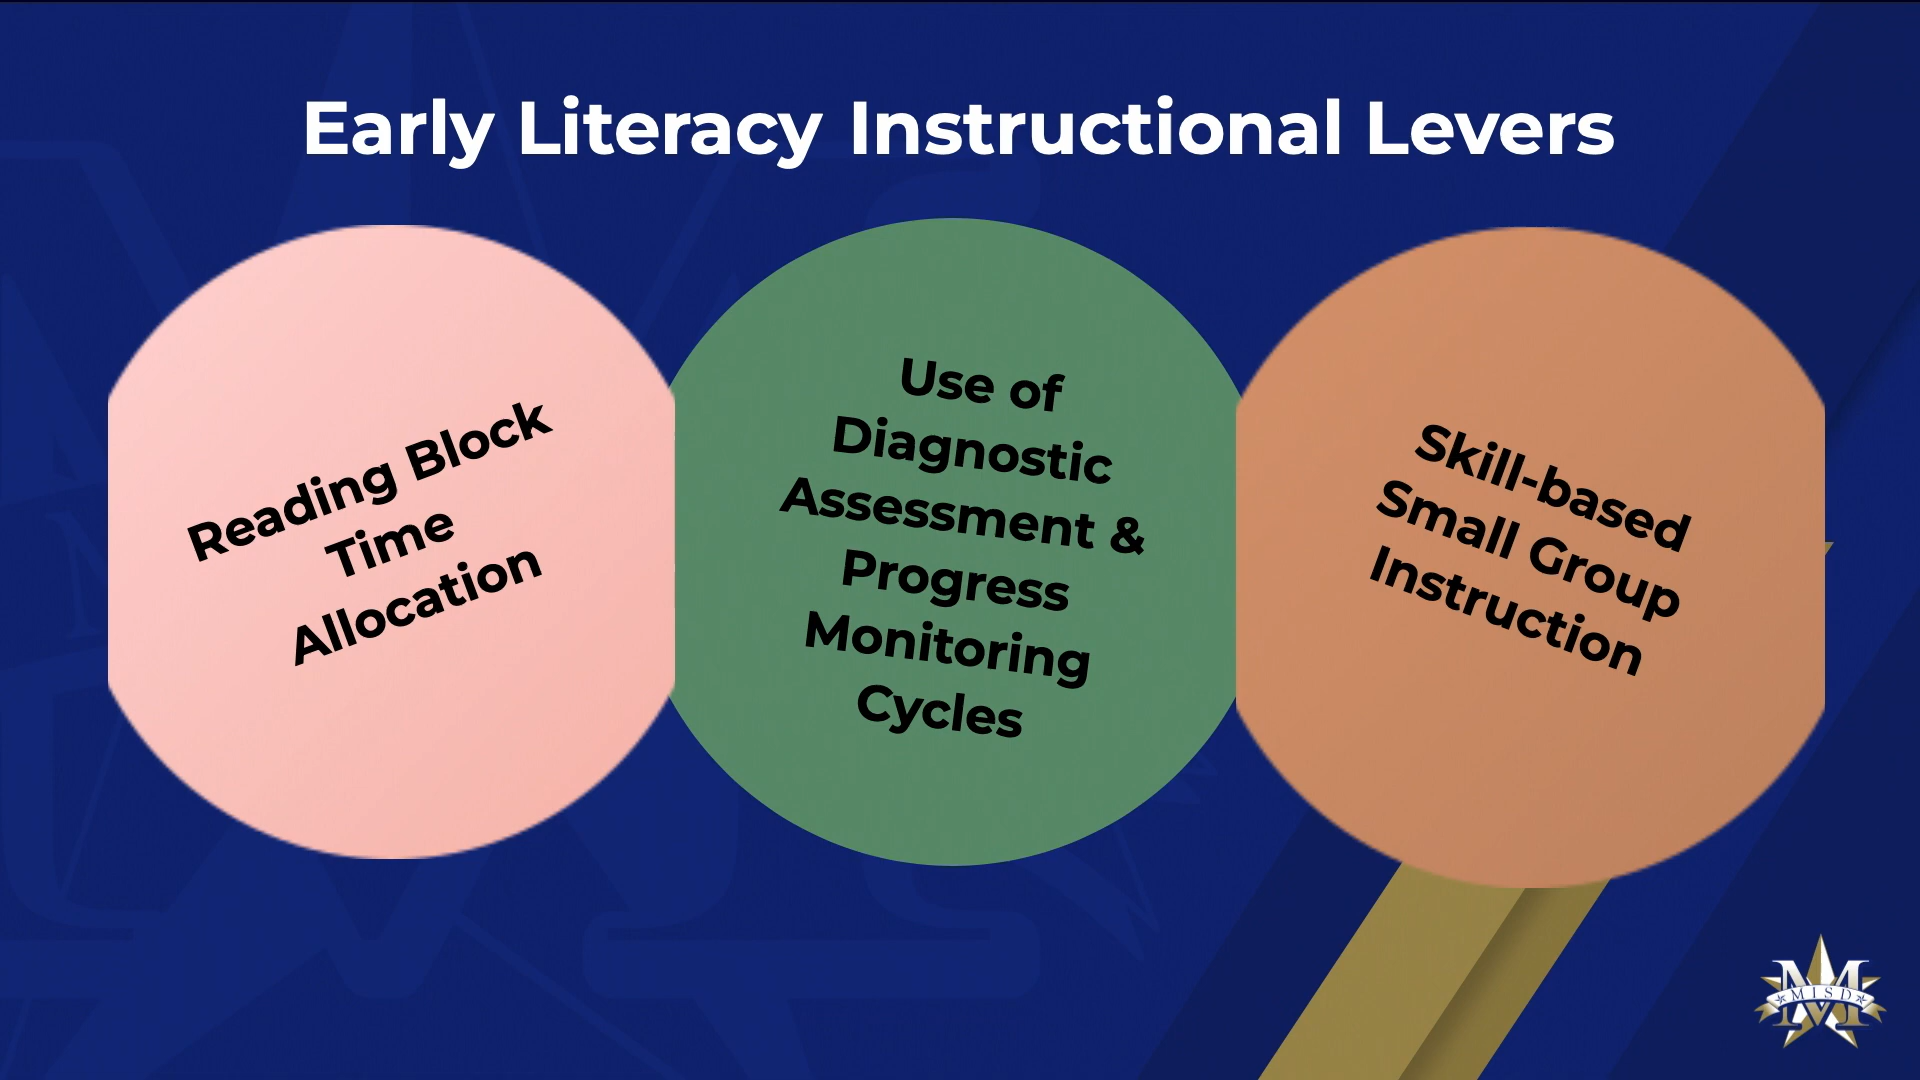 Early Literacy Instructional Levers
Reading Block
Time
Allocation
Use of
Diagnostic
Assessment &
Progress
Monitoring
Cycles
Skill-based
Small Group
Instruction
M
MISD